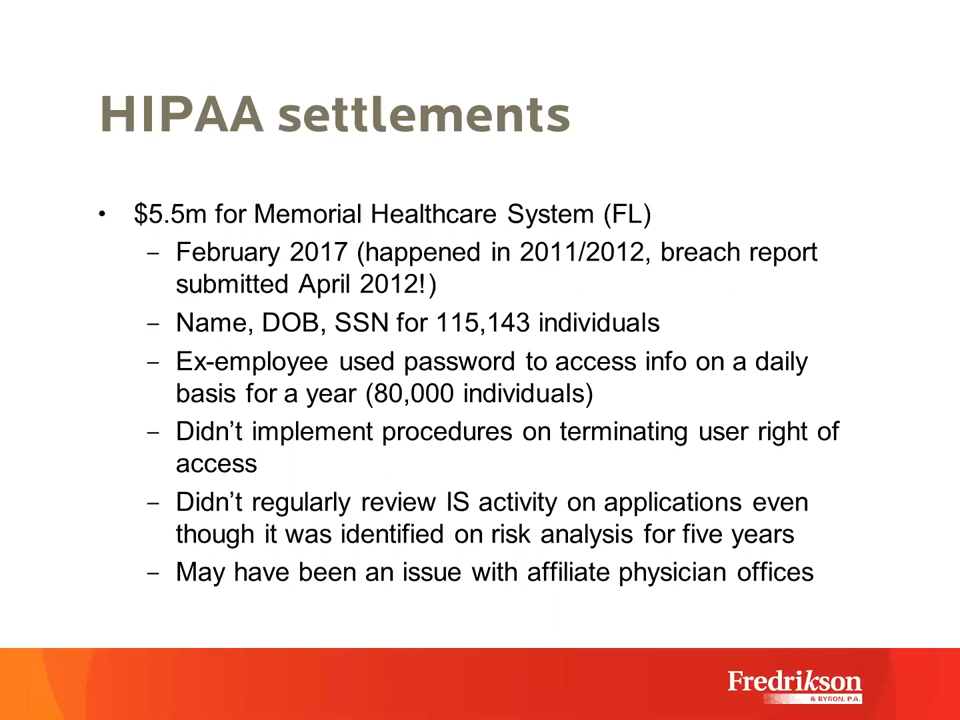 HIPAA settlements
• $5.5m for Memorial Healthcare System (FL)
– February 2017 (happened in 2011/2012, breach report
submitted April 2012!)
– Name, DOB, SSN for 115,143 individuals
– Ex-employee used password to access info on a daily
basis for a year (80,000 individuals)
– Didn’t implement procedures on terminating user right of
access
– Didn’t regularly review IS activity on applications even
though it was identified on risk analysis for five years
– May have been an issue with affiliate physician offices
Fredrikson
& BYRON, P.A.